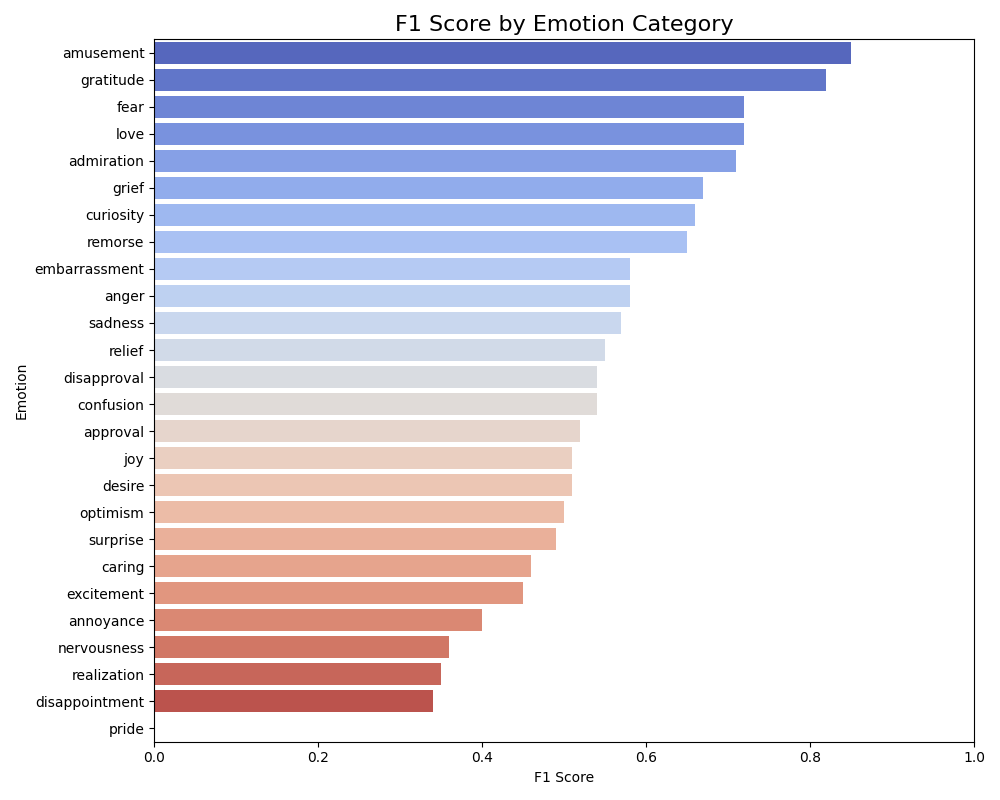 F1 Score by Emotion Category
amusement
gratitude
fear
love
admiration
grief
curiosity
remorse
embarrassment
anger
sadness
relief
disapproval
confusion
approval
joy
desire
optimism
surprise
caring
excitement
annoyance
nervousness
realization
disappointment
pride
Emotion
0.0 0.2 0.4 0.6 0.8 1.0
F1 Score